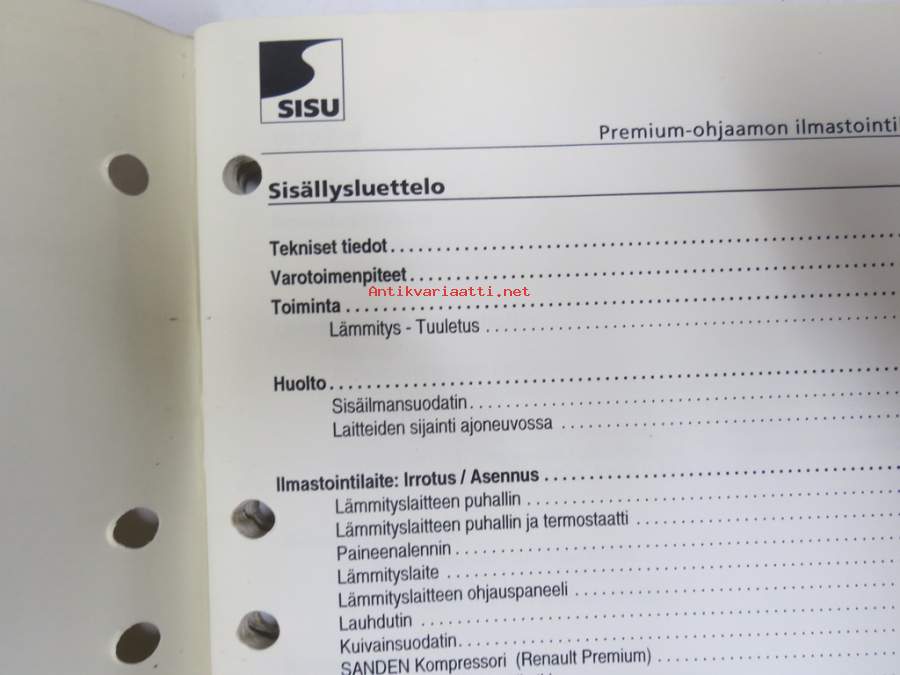 SISU
Premium-ohjaamon
Sisällysluettelo
Tekniset tiedot
Varotoimenpiteet
Antikvariaatti.net
Toiminta
Lämmitys - Tuuletus
Huolto
Sisäilmansuodatin
Laitteiden sijainti ajoneuvossa
Ilmastointilaite: Irrotus / Asennus
Lämmityslaitteen puhallin
Lämmityslaitteen puhallin ja termostaatti
Paineenalennin
Lämmityslaite
Lämmityslaitteen ohjauspaneeli
Lauhdutin
Kuivainsuodatin
SANDEN Kompressori (Renault Premium)